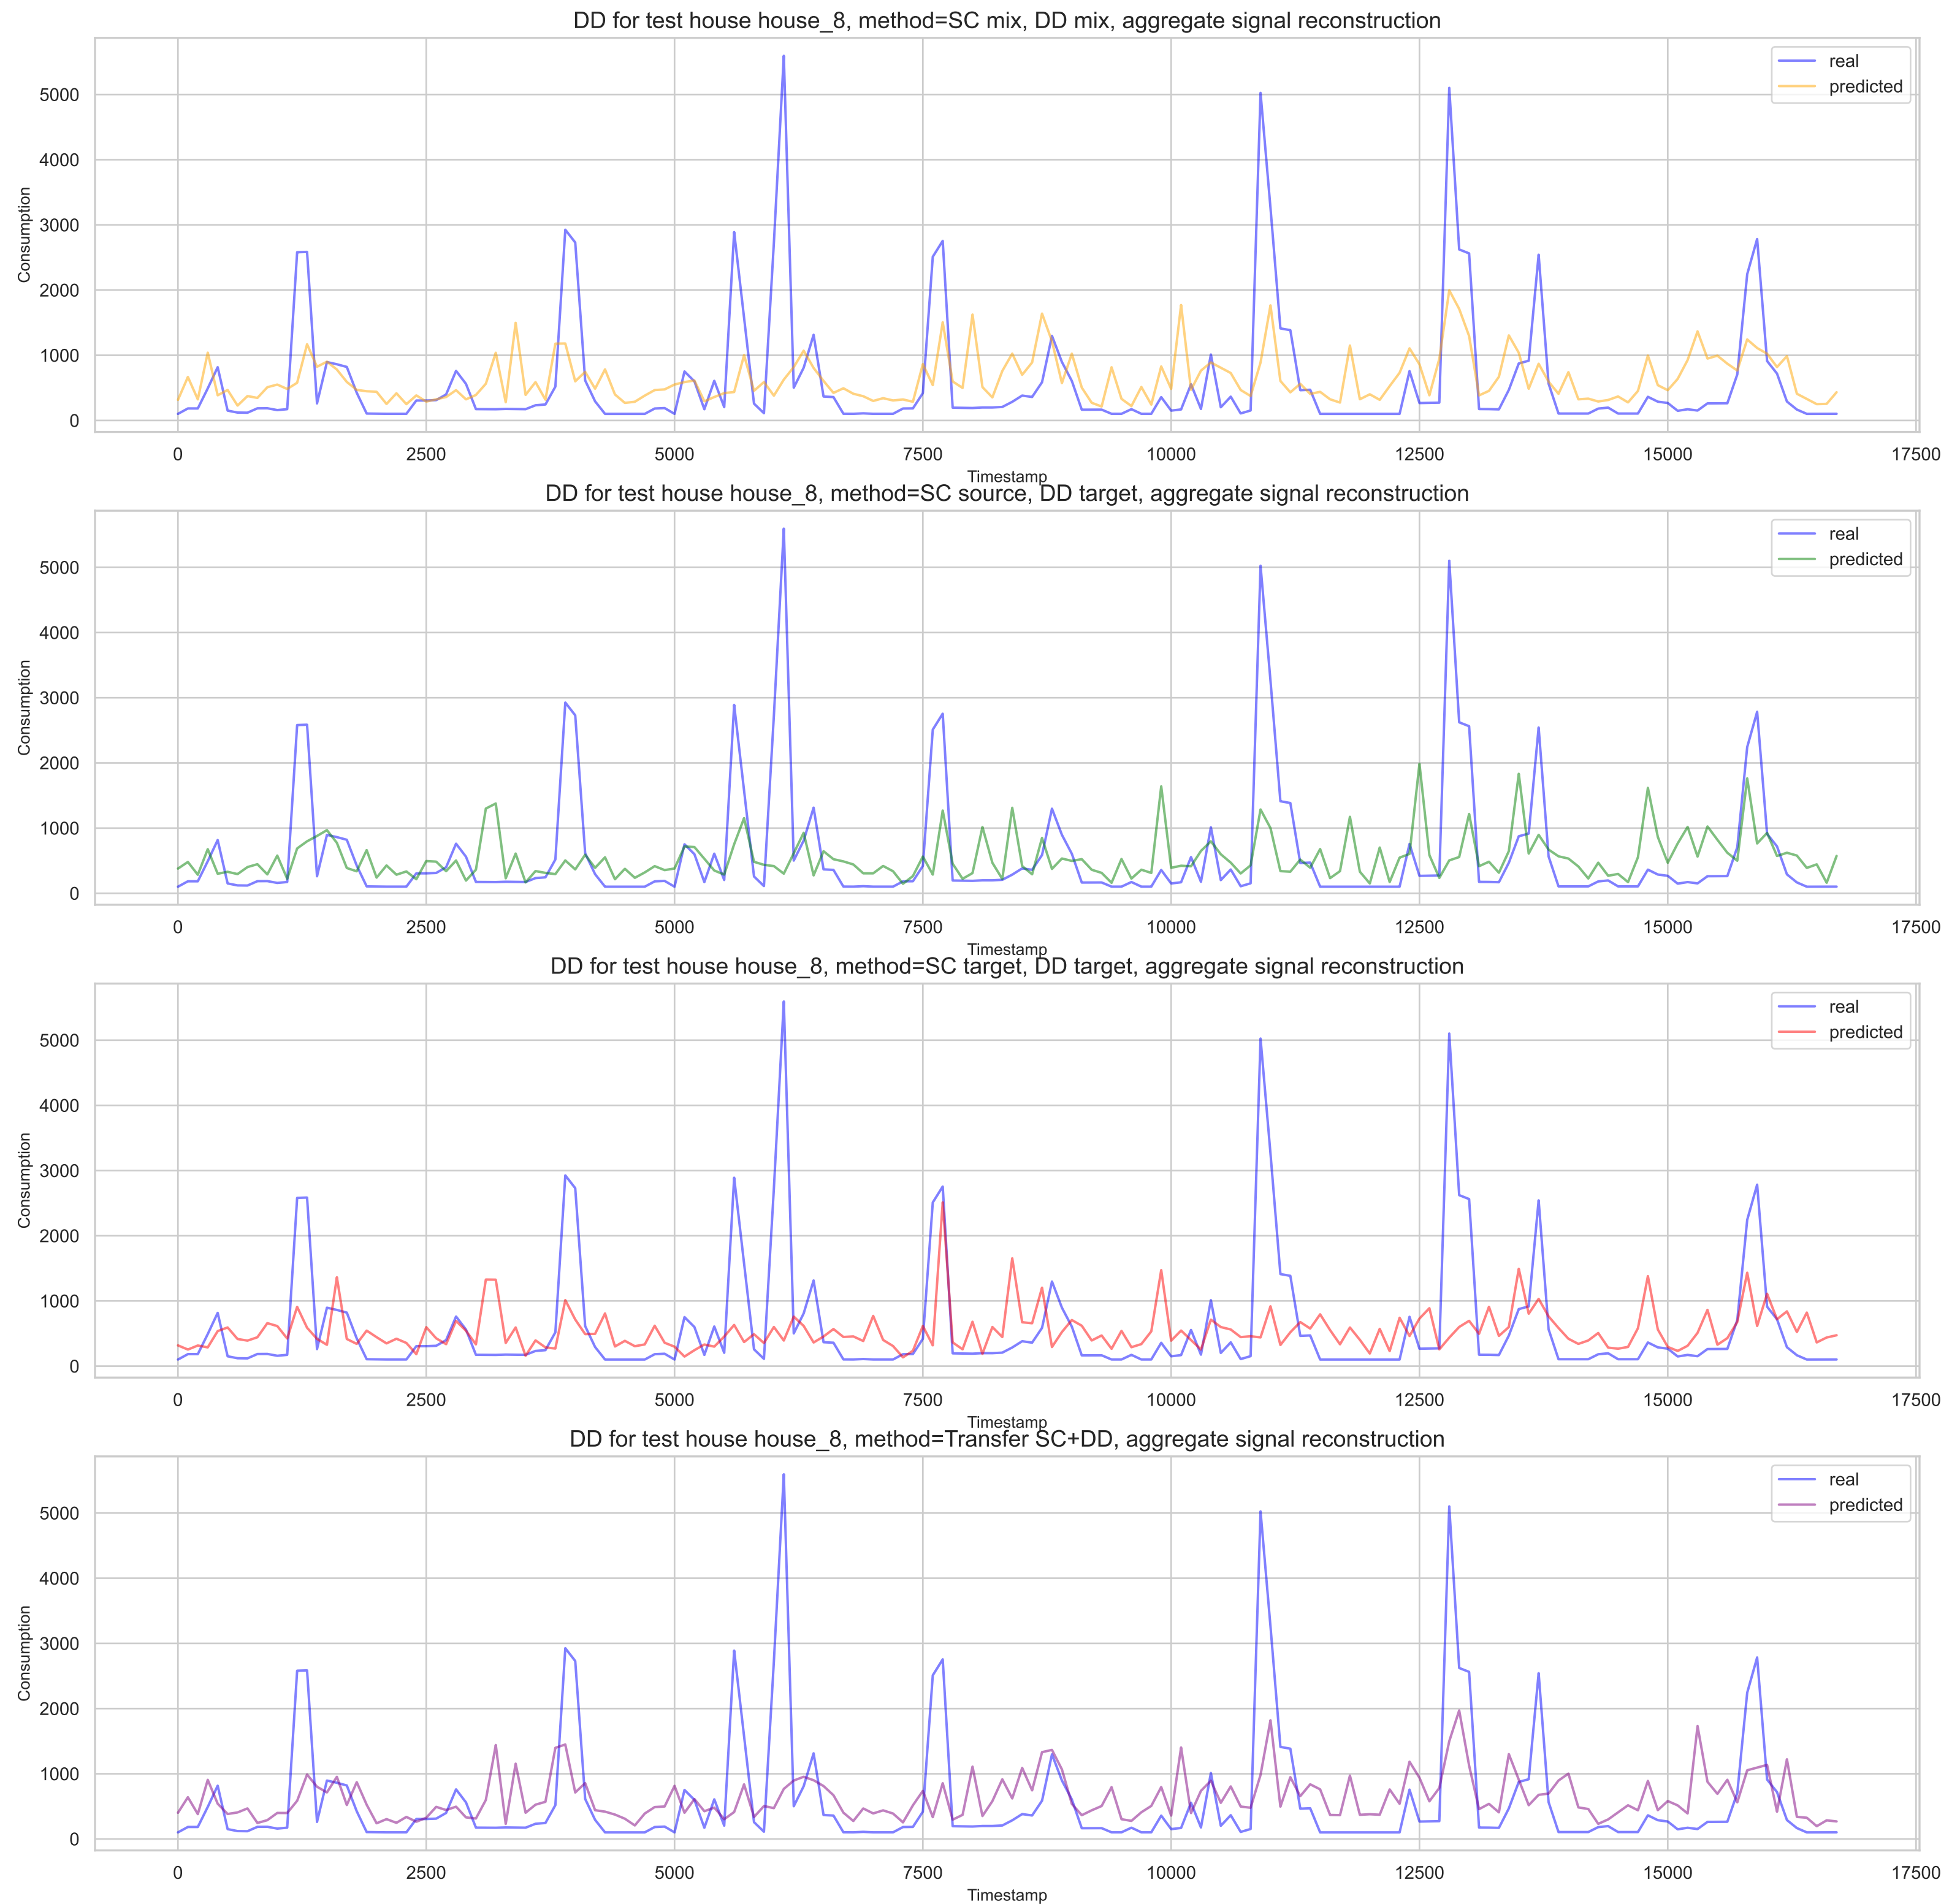 DD for test house house_8, method=SC mix, DD mix, aggregate signal reconstruction
real
predicted
5000
4000
3000
2000
1000
0
Consumption
0 2500 5000 7500 10000 12500 15000 17500
Timestamp
DD for test house house_8, method=SC source, DD target, aggregate signal reconstruction
real
predicted
5000
4000
3000
2000
1000
0
Consumption
0 2500 5000 7500 10000 12500 15000 17500
Timestamp
DD for test house house_8, method=SC target, DD target, aggregate signal reconstruction
real
predicted
5000
4000
3000
2000
1000
0
Consumption
0 2500 5000 7500 10000 12500 15000 17500
Timestamp
DD for test house house_8, method=Transfer SC+DD, aggregate signal reconstruction
real
predicted
5000
4000
3000
2000
1000
0
Consumption
0 2500 5000 7500 10000 12500 15000 17500
Timestamp